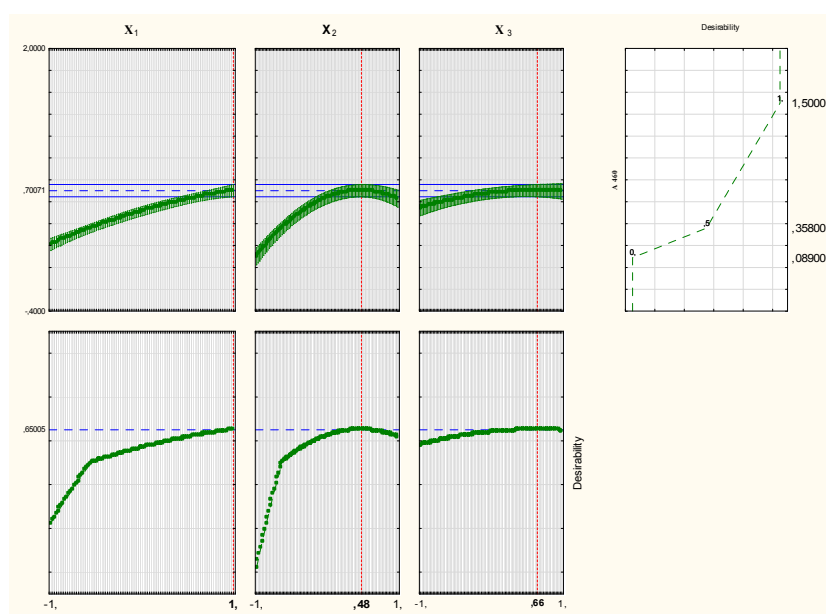 X1 X2 X3 Desirability
2,0000
1, 1,5000
,70071
A 460
,5 ,35800
0, ,08900
-,4000
,65005
Desirability
-1, 1, -1, ,48 1, ,66 1,